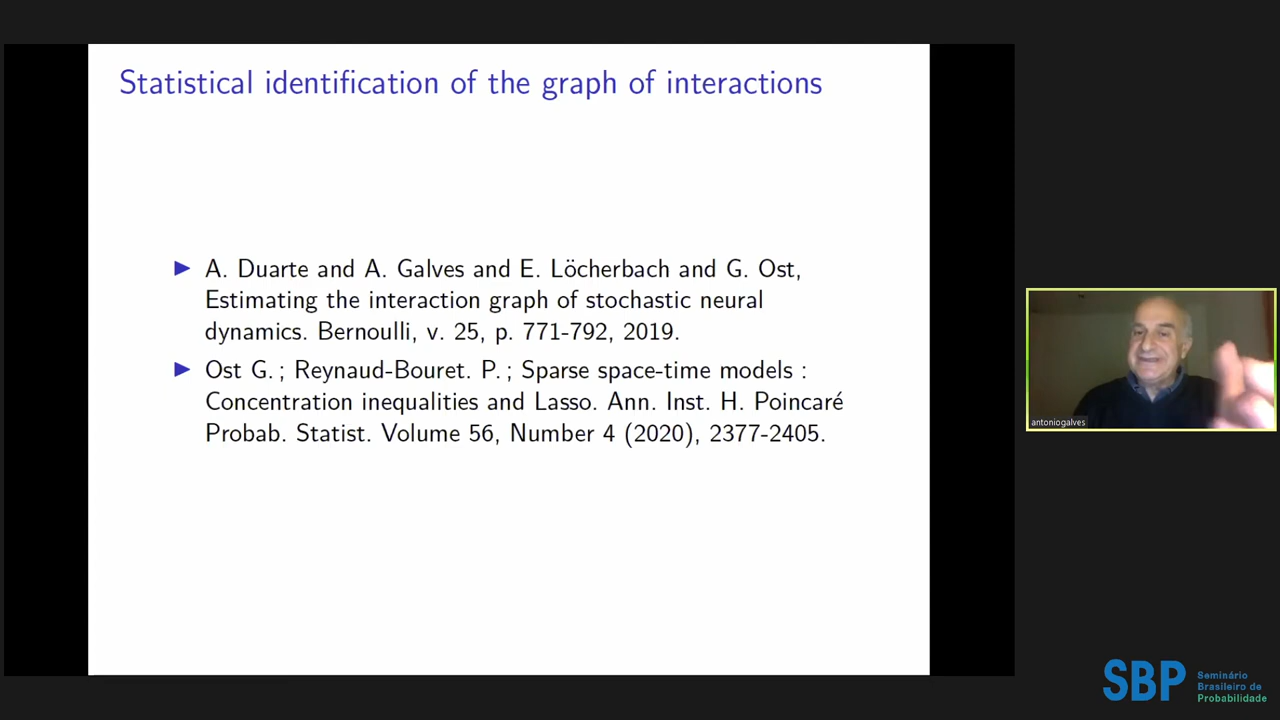 Statistical identification of the graph of interactions
A. Duarte and A. Galves and E. Löcherbach and G. Ost,
Estimating the interaction graph of stochastic neural
dynamics. Bernoulli, v. 25, p. 771-792, 2019.
Ost G. ; Reynaud-Bouret. P. ; Sparse space-time models :
Concentration inequalities and Lasso. Ann. Inst. H. Poincaré
Probab. Statist. Volume 56, Number 4 (2020), 2377-2405.
antoniogalves
SBP
Seminário
Brasileiro de
Probabilidade